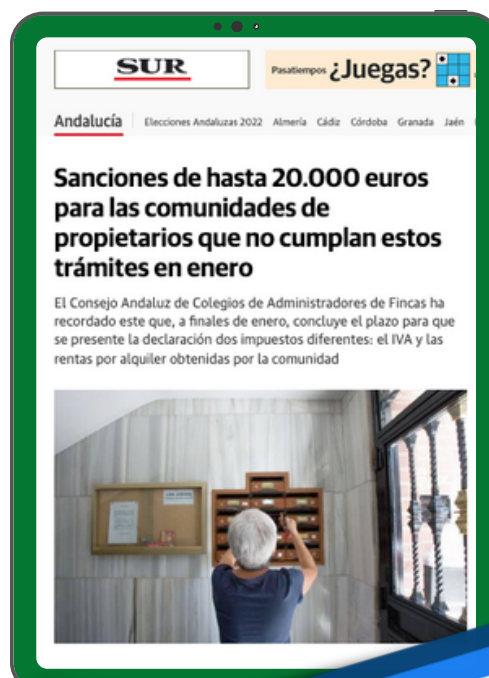 SUR
Pasatiempos ¿Juegas?
Andalucía Elecciones Andaluzas 2022 Almería Cádiz Córdoba Granada Jaén
Sanciones de hasta 20.000 euros
para las comunidades de
propietarios que no cumplan estos
trámites en enero
El Consejo Andaluz de Colegios de Administradores de Fincas ha
recordado este que, a finales de enero, concluye el plazo para que
se presente la declaración dos impuestos diferentes: el IVA y las
rentas por alquiler obtenidas por la comunidad